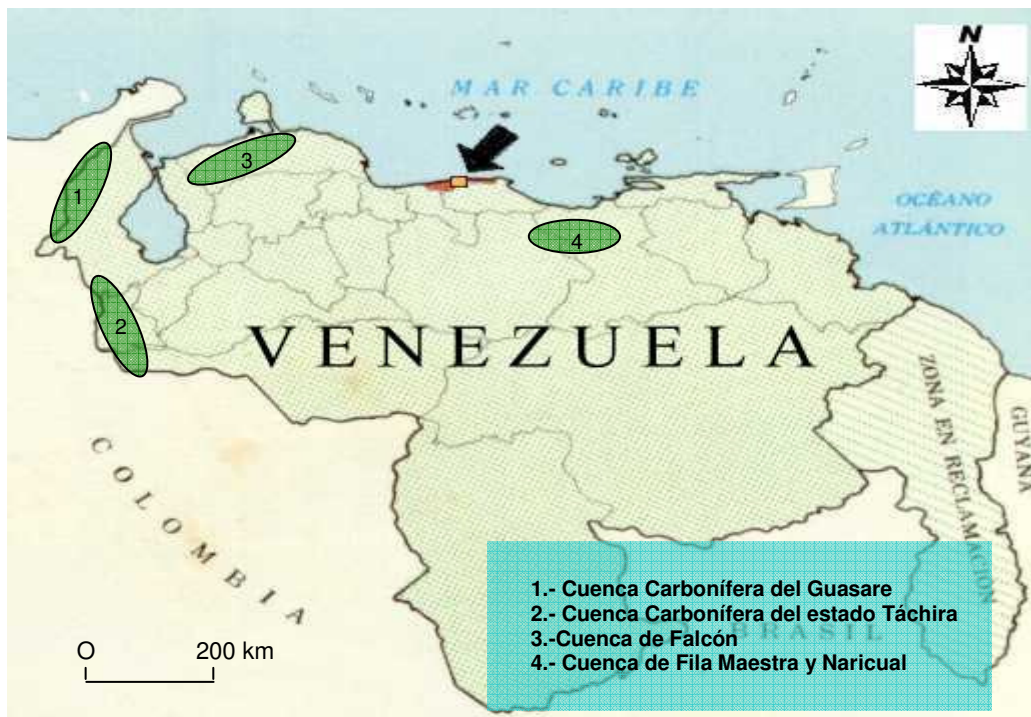 N
MAR CARIBE
3
1
OCÉANO
ATLÁNTICO
4
2
VENEZUELA
ZONA EN RECLAMACIÓN
GUYANA
COLOMBIA
1.- Cuenca Carbonífera del Guasare
2.- Cuenca Carbonífera del estado Táchira
3.-Cuenca de Falcón
4.- Cuenca de Fila Maestra y Naricual
BRASIL
O 200 km